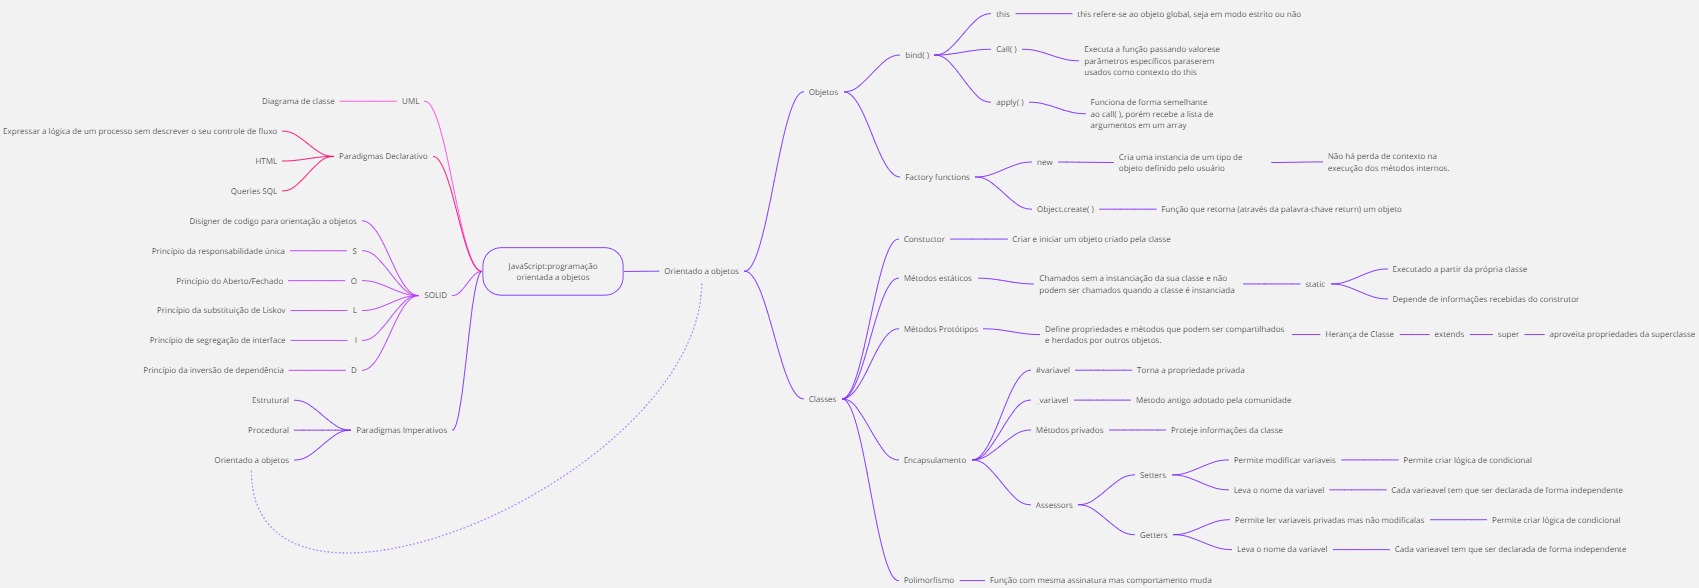 this
this refere-se ao objeto global, seja em modo estrito ou não
bind( )
Call( )
Executa a função passando valorese
parâmetros específicos paraserem
usados como contexto do this
apply( )
Funciona de forma semelhante
ao call( ), porém recebe a lista de
argumentos em um array
Objetos
Factory functions
new
Cria uma instancia de um tipo de
objeto definido pelo usuário
Não há perda de contexto na
execução dos métodos internos.
Object.create( )
Função que retorna (através da palavra-chave return) um objeto
Diagrama de classe
UML
Expressar a lógica de um processo sem descrever o seu controle de fluxo
Paradigmas Declarativo
HTML
Queries SQL
Disigner de codigo para orientação a objetos
Princípio da responsabilidade única
S
Princípio do Aberto/Fechado
O
SOLID
Princípio da substituição de Liskov
L
Princípio de segregação de interface
I
Princípio da inversão de dependência
D
Estrutural
Procedural
Paradigmas Imperativos
Orientado a objetos
JavaScript:programação
orientada a objetos
Orientado a objetos
Classes
Constuctor
Criar e iniciar um objeto criado pela classe
Métodos estáticos
Chamados sem a instanciação da sua classe e não
podem ser chamados quando a classe é instanciada
static
Executado a partir da própria classe
Depende de informações recebidas do construtor
Métodos Protótipos
Define propriedades e métodos que podem ser compartilhados
e herdados por outros objetos.
Herança de Classe
extends
super
aproveita propriedades da superclasse
Encapsulamento
#variavel
Torna a propriedade privada
_variavel
Metodo antigo adotado pela comunidade
Métodos privados
Proteje informações da classe
Assessors
Setters
Permite modificar variaveis
Permite criar lógica de condicional
Leva o nome da variavel
Cada varieavel tem que ser declarada de forma independente
Getters
Permite ler variaveis privadas mas não modificalas
Permite criar lógica de condicional
Leva o nome da variavel
Cada varieavel tem que ser declarada de forma independente
Polimorfismo
Função com mesma assinatura mas comportamento muda